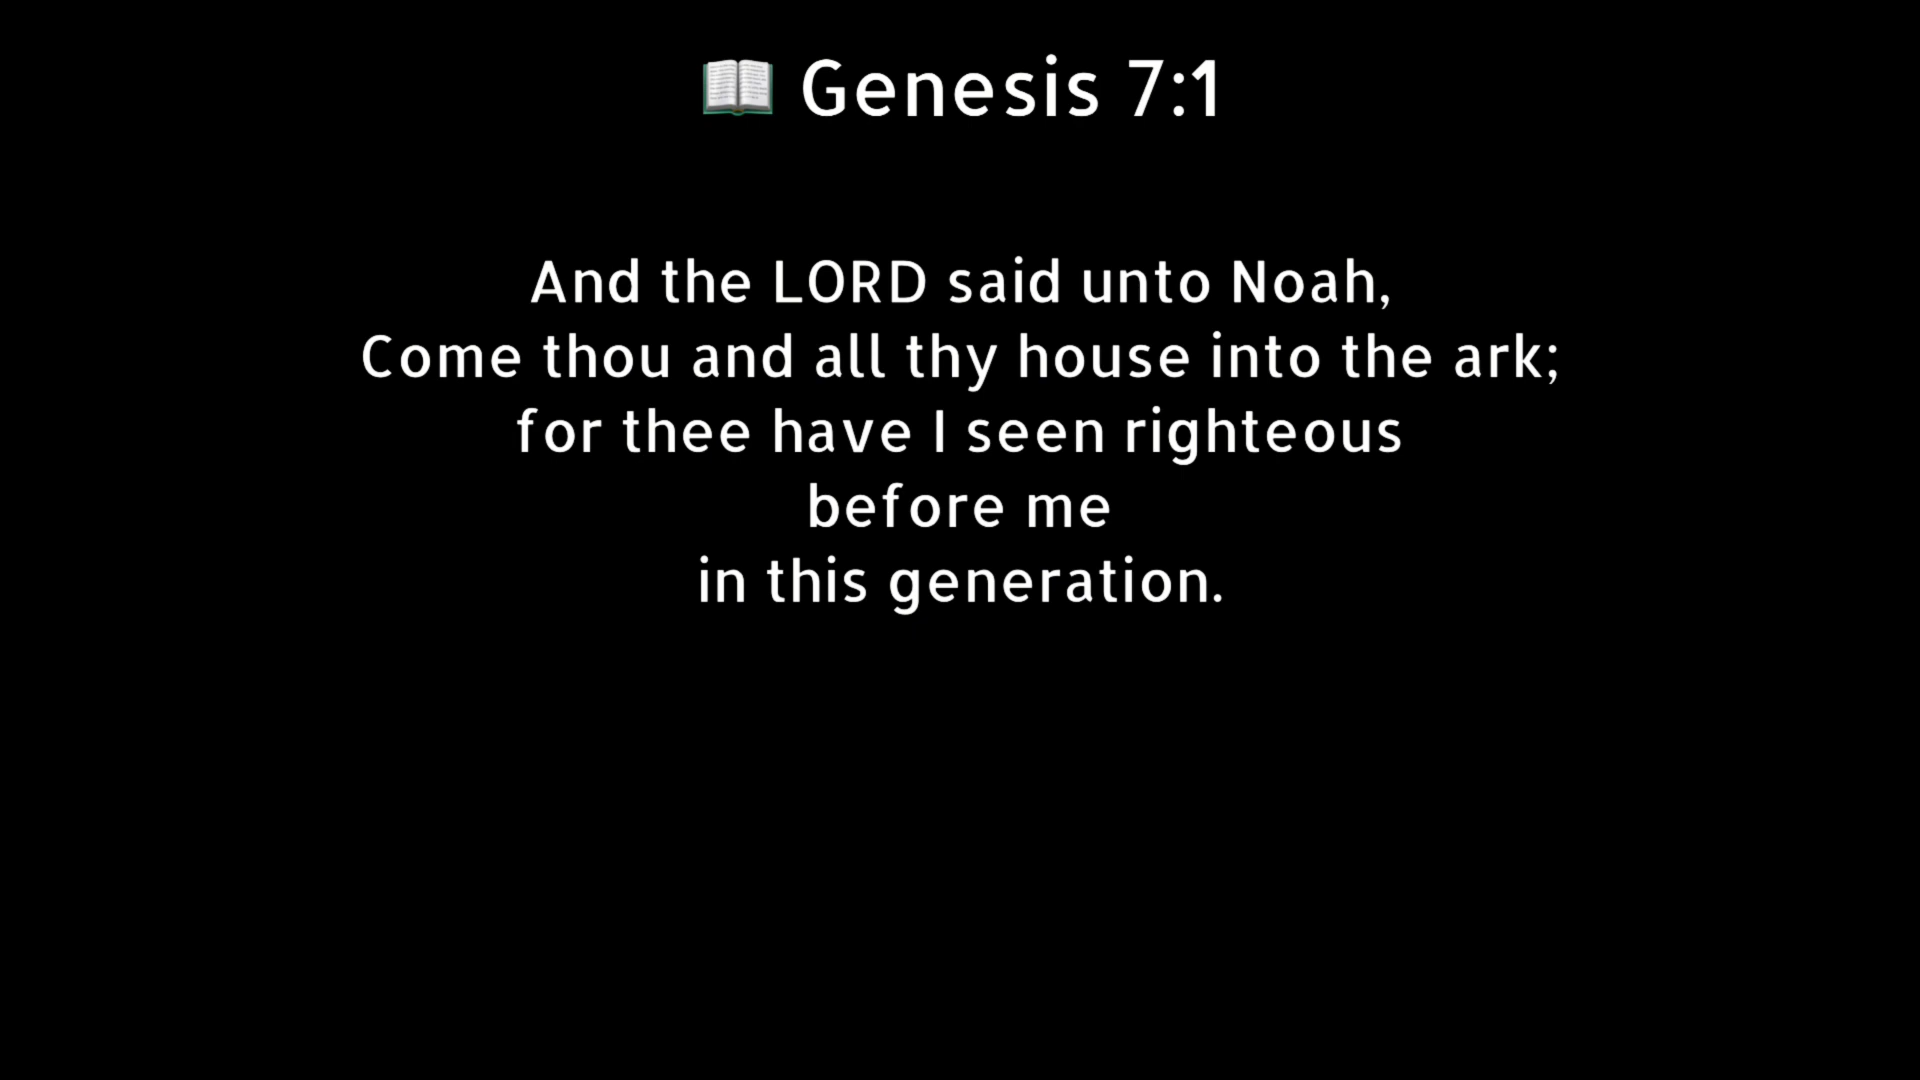 📖 Genesis 7:1
And the LORD said unto Noah,
Come thou and all thy house into the ark;
for thee have I seen righteous
before me
in this generation.